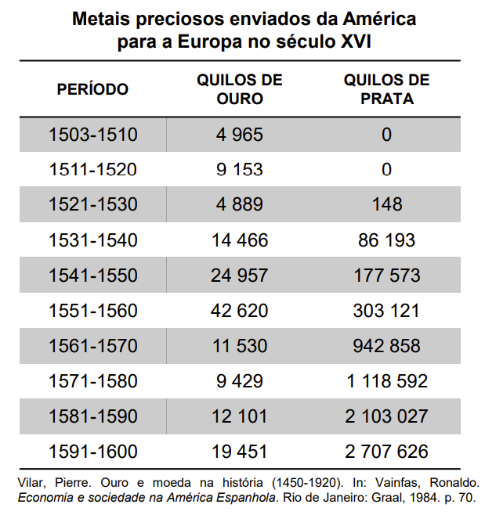 Metais preciosos enviados da América
para a Europa no século XVI
PERÍODO QUILOS DE OURO QUILOS DE PRATA
1503-1510 4 965 0
1511-1520 9 153 0
1521-1530 4 889 148
1531-1540 14 466 86 193
1541-1550 24 957 177 573
1551-1560 42 620 303 121
1561-1570 11 530 942 858
1571-1580 9 429 1 118 592
1581-1590 12 101 2 103 027
1591-1600 19 451 2 707 626
Vilar, Pierre. Ouro e moeda na história (1450-1920). In: Vainfas, Ronaldo.
Economia e sociedade na América Espanhola. Rio de Janeiro: Graal, 1984. p. 70.